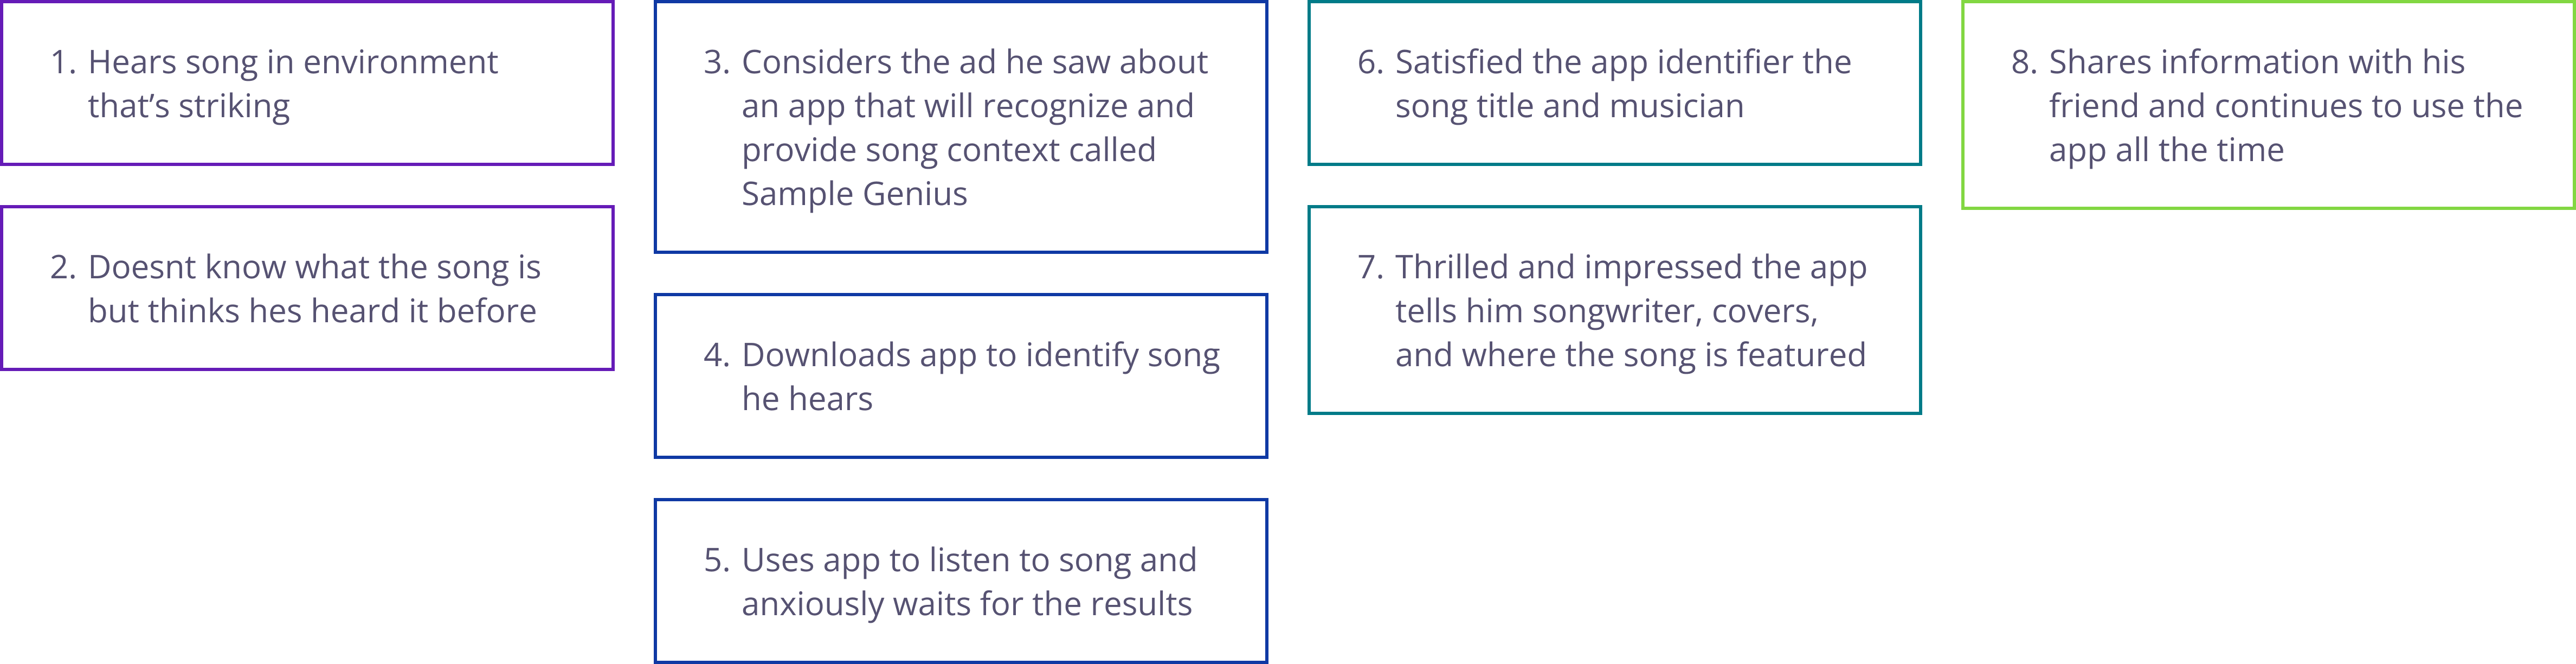 1. Hears song in environment
that’s striking
2. Doesnt know what the song is
but thinks hes heard it before
3. Considers the ad he saw about
an app that will recognize and
provide song context called
Sample Genius
4. Downloads app to identify song
he hears
5. Uses app to listen to song and
anxiously waits for the results
6. Satisfied the app identifier the
song title and musician
7. Thrilled and impressed the app
tells him songwriter, covers,
and where the song is featured
8. Shares information with his
friend and continues to use the
app all the time